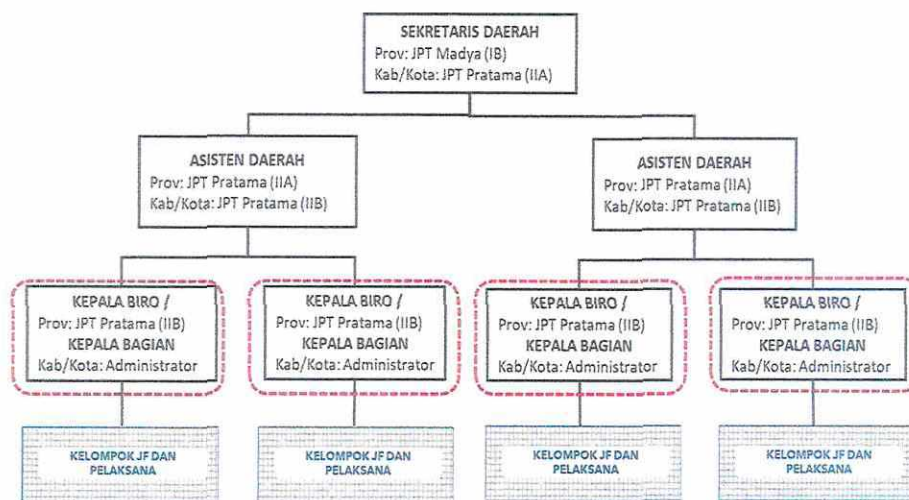 SEKRETARIS DAERAH
Prov: JPT Madya (IB)
Kab/Kota: JPT Pratama (IIA)
ASISTEN DAERAH
Prov: JPT Pratama (IIA)
Kab/Kota: JPT Pratama (IIB)
ASISTEN DAERAH
Prov: JPT Pratama (IIA)
Kab/Kota: JPT Pratama (IIB)
KEPALA BIRO /
Prov: JPT Pratama (IIB)
KEPALA BAGIAN
Kab/Kota: Administrator
KEPALA BIRO /
Prov: JPT Pratama (IIB)
KEPALA BAGIAN
Kab/Kota: Administrator
KEPALA BIRO /
Prov: JPT Pratama (IIB)
KEPALA BAGIAN
Kab/Kota: Administrator
KEPALA BIRO /
Prov: JPT Pratama (IIB)
KEPALA BAGIAN
Kab/Kota: Administrator
KELOMPOK JF DAN
PELAKSANA
KELOMPOK JF DAN
PELAKSANA
KELOMPOK JF DAN
PELAKSANA
KELOMPOK JF DAN
PELAKSANA